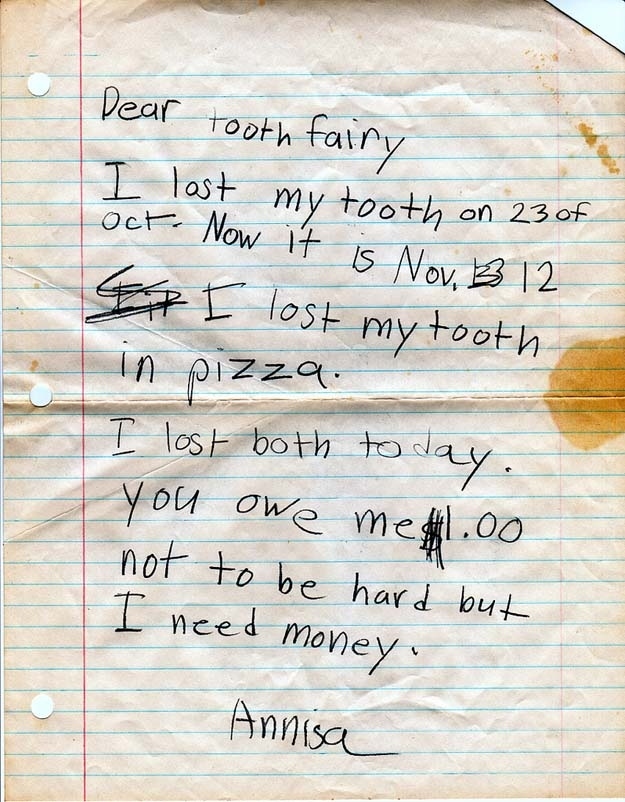 Dear tooth fairy
I lost my tooth on 23 of
oct. Now it is Nov. 12
I lost my tooth
in pizza.
I lost both today.
you owe me $1.00
not to be hard but
I need money.
Annisa